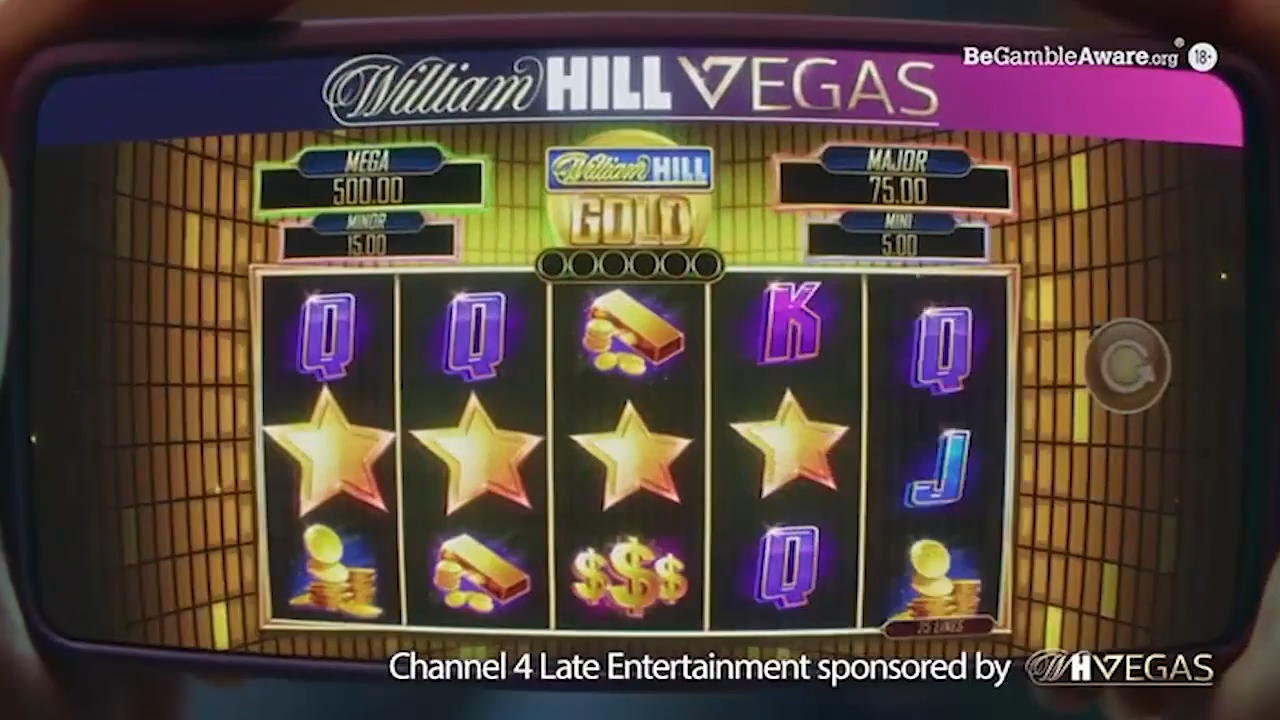 BeGambleAware.org® 18+
William HILL VEGAS
MEGA
500.00
MINOR
15.00
William HILL
GOLD
MAJOR
75.00
MINI
5.00
Q Q K Q
J
$$$ Q
25 LINES
Channel 4 Late Entertainment sponsored by WH VEGAS